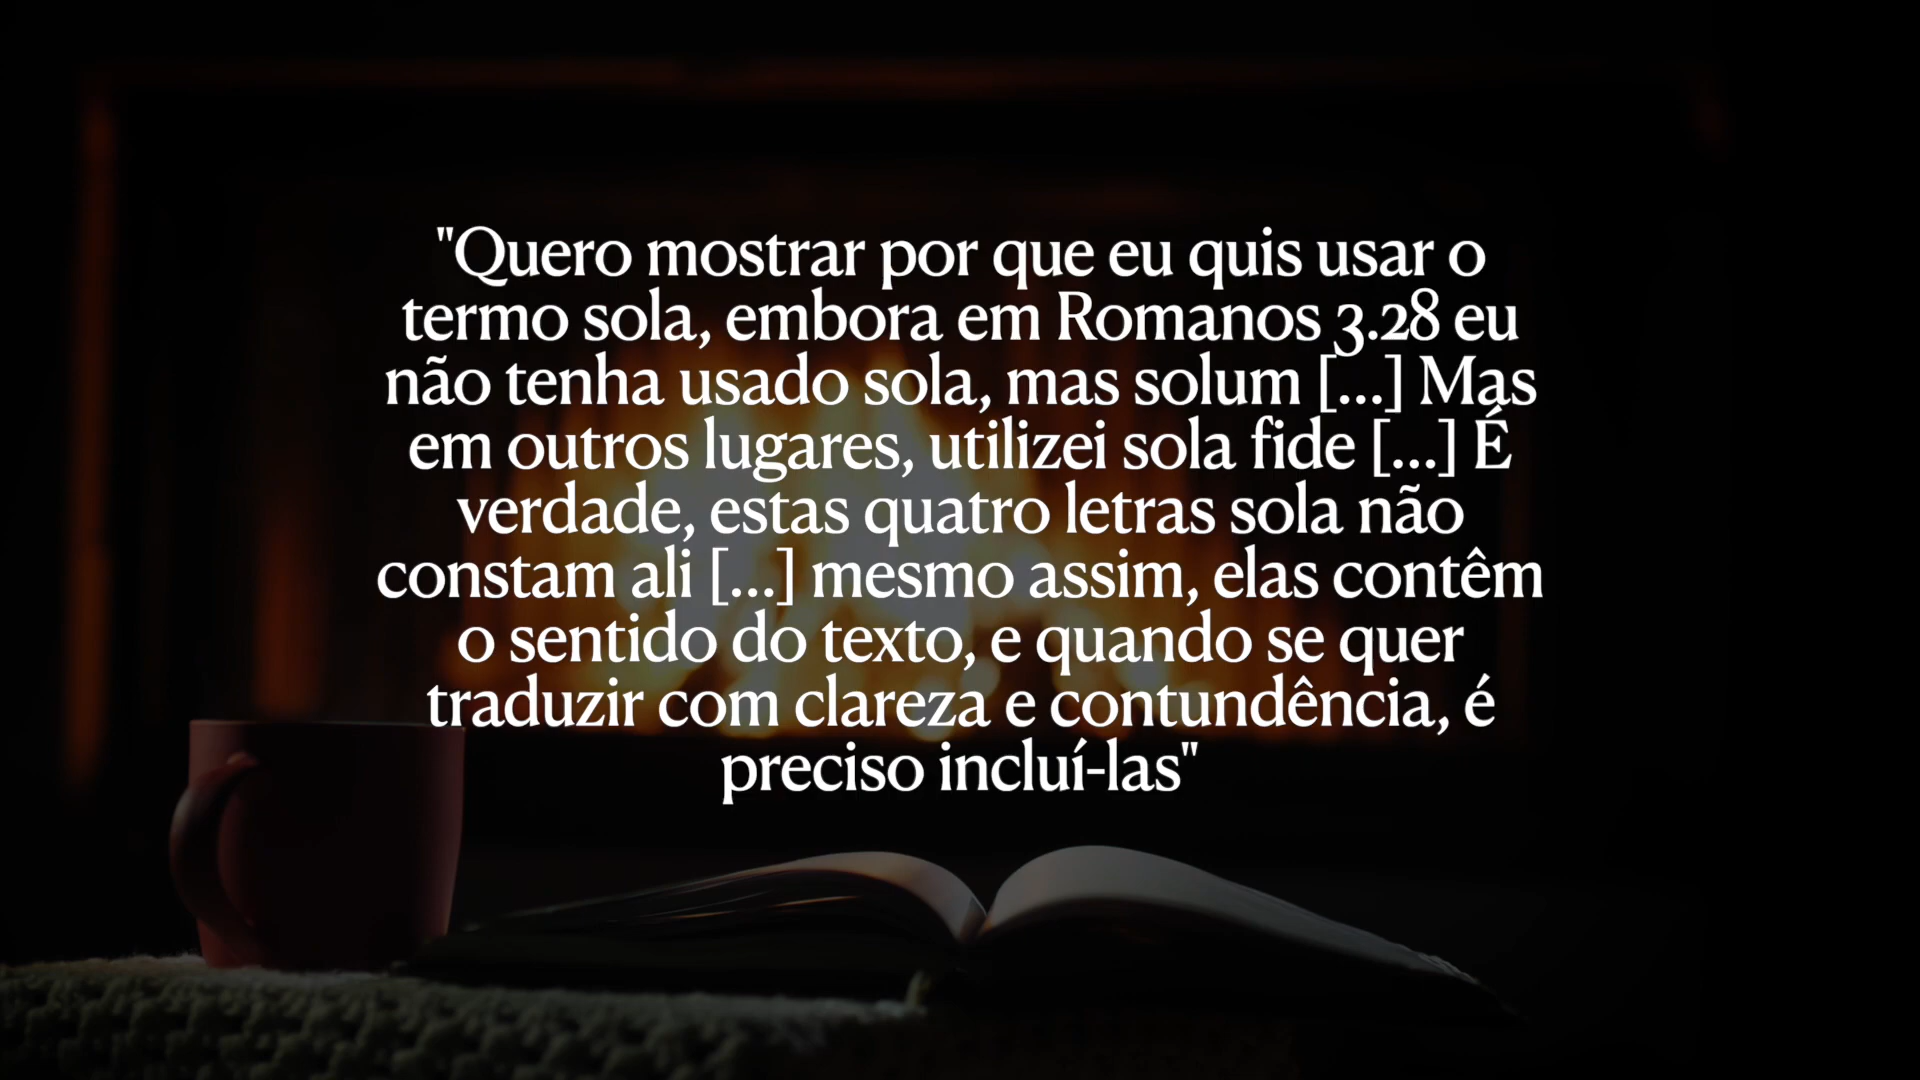 "Quero mostrar por que eu quis usar o
termo sola, embora em Romanos 3.28 eu
não tenha usado sola, mas solum [...] Mas
em outros lugares, utilizei sola fide [...] É
verdade, estas quatro letras sola não
constam ali [...] mesmo assim, elas contêm
o sentido do texto, e quando se quer
traduzir com clareza e contundência, é
preciso incluí-las"